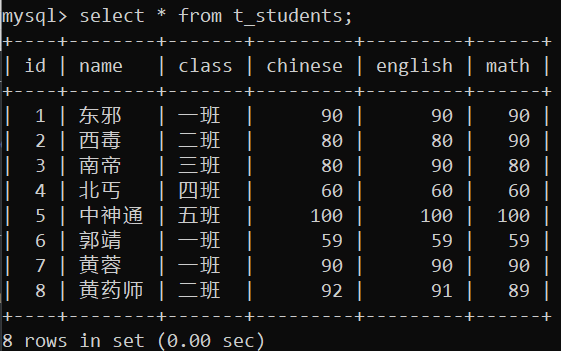 mysql> select * from t_students;
+----+--------+-------+---------+---------+------+
| id | name   | class | chinese | english | math |
+----+--------+-------+---------+---------+------+
|  1 | 东邪   | 一班  |      90 |      90 |   90 |
|  2 | 西毒   | 二班  |      80 |      80 |   90 |
|  3 | 南帝   | 三班  |      80 |      90 |   80 |
|  4 | 北丐   | 四班  |      60 |      60 |   60 |
|  5 | 中神通 | 五班  |     100 |     100 |  100 |
|  6 | 郭靖   | 一班  |      59 |      59 |   59 |
|  7 | 黄蓉   | 一班  |      90 |      90 |   90 |
|  8 | 黄药师 | 二班  |      92 |      91 |   89 |
+----+--------+-------+---------+---------+------+
8 rows in set (0.00 sec)